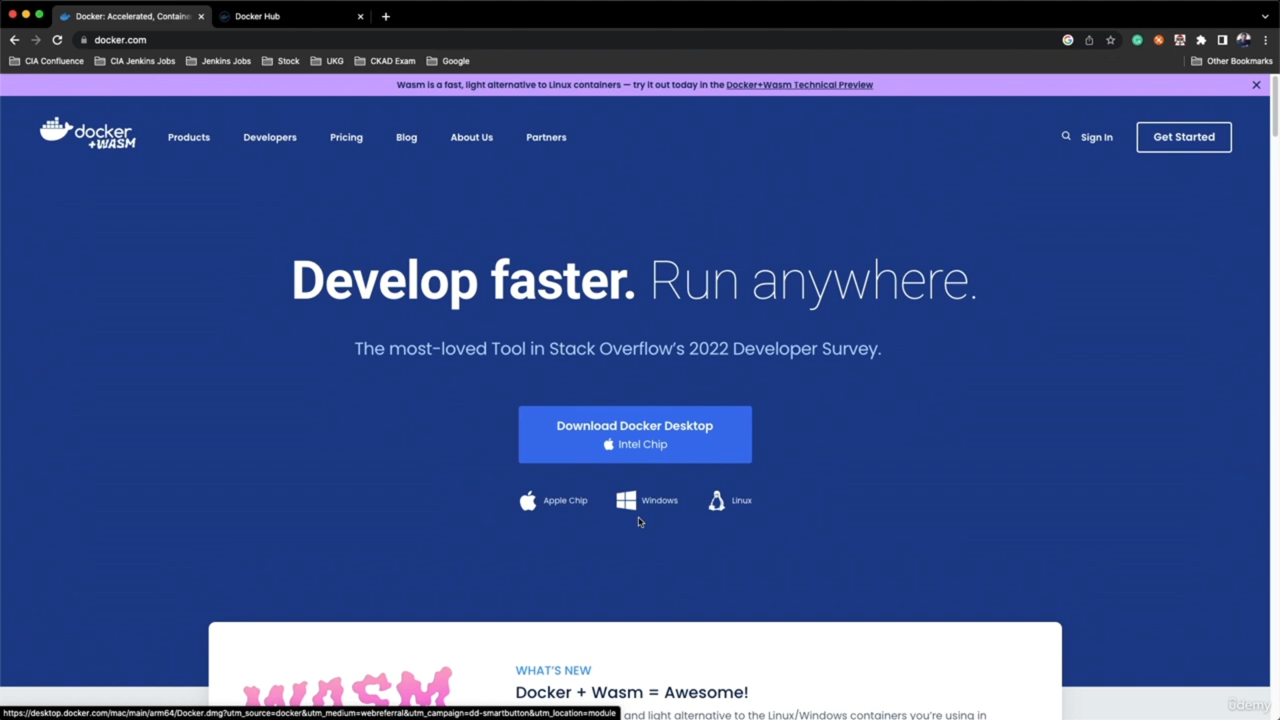 Docker: Accelerated, Containe
Docker Hub
docker.com
CIA Confluence
CIA Jenkins Jobs
Jenkins Jobs
Stock
UKG
CKAD Exam
Google
Other Bookmarks
Wasm is a fast, light alternative to Linux containers — try it out today in the Docker+Wasm Technical Preview
docker
+WASM
Products
Developers
Pricing
Blog
About Us
Partners
Sign In
Get Started
Develop faster. Run anywhere.
The most-loved Tool in Stack Overflow's 2022 Developer Survey.
Download Docker Desktop
Intel Chip
Apple Chip
Windows
Linux
WASM
WHAT'S NEW
Docker + Wasm = Awesome!
and light alternative to the Linux/Windows containers you're using in
https://desktop.docker.com/mac/main/arm64/Docker.dmg?utm_source=docker&utm_medium=webreferral&utm_campaign=dd-smartbutton&utm_location=module
Udemy